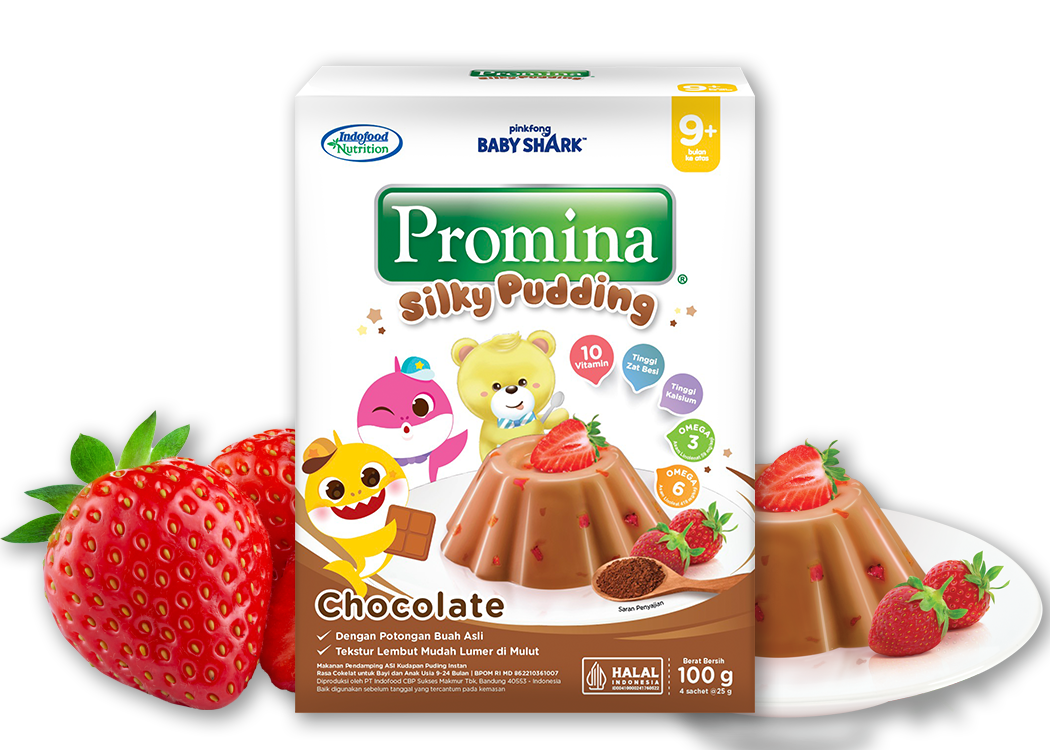 Promina
9+
Indofood
Nutrition
pinkfong
BABY SHARK™
9+
bulan
ke atas
Promina
®
Silky Pudding
10
Vitamin
Tinggi
Zat Besi
Tinggi
Kalsium
OMEGA
3
OMEGA
6
Saran Penyajian
Chocolate
✓ Dengan Potongan Buah Asli
✓ Tekstur Lembut Mudah Lumer di Mulut
Makanan Pendamping ASI Kudapan Puding Instan
Rasa Cokelat untuk Bayi dan Anak Usia 9-24 Bulan | BPOM RI MD 862210361007
Diproduksi oleh PT Indofood CBP Sukses Makmur Tbk, Bandung 40553 - Indonesia
Baik digunakan sebelum tanggal yang tercantum pada kemasan
HALAL
INDONESIA
Berat Bersih
100 g
4 sachet @25 g